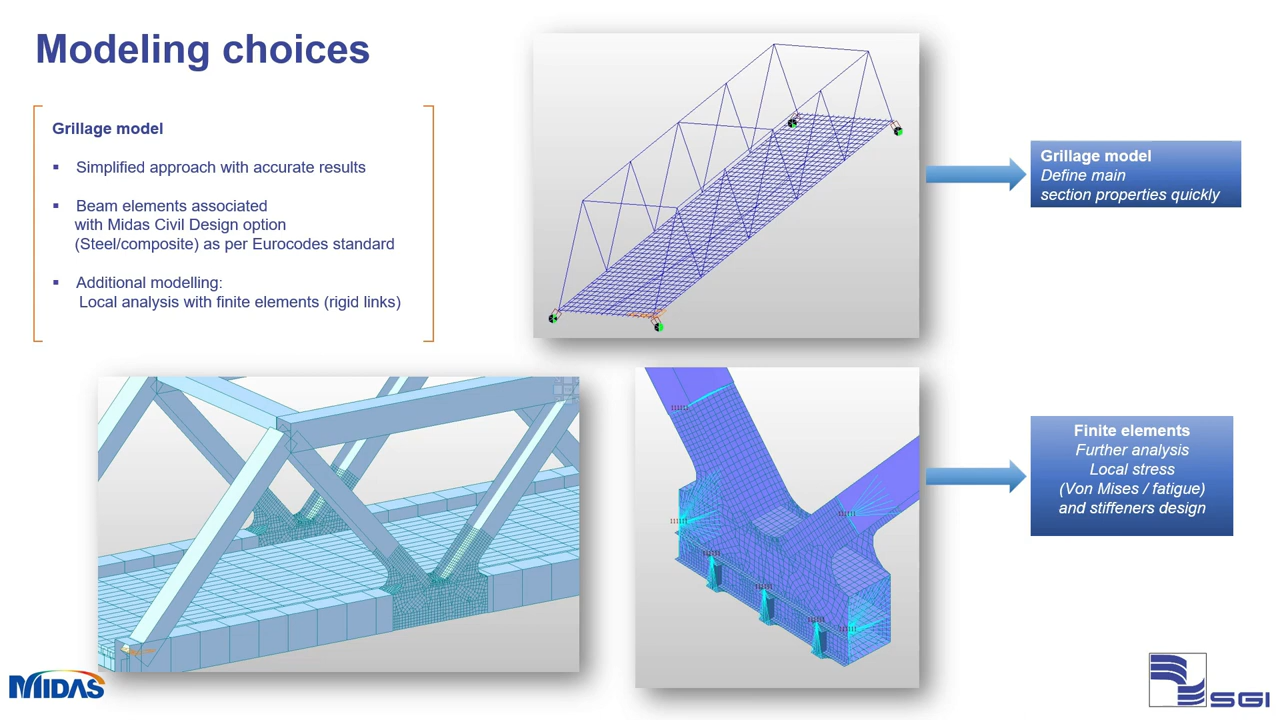 Modeling choices
Grillage model
▪ Simplified approach with accurate results
▪ Beam elements associated
with Midas Civil Design option
(Steel/composite) as per Eurocodes standard
▪ Additional modelling:
Local analysis with finite elements (rigid links)
Grillage model
Define main
section properties quickly
Finite elements
Further analysis
Local stress
(Von Mises / fatigue)
and stiffeners design
MIDAS
SGI